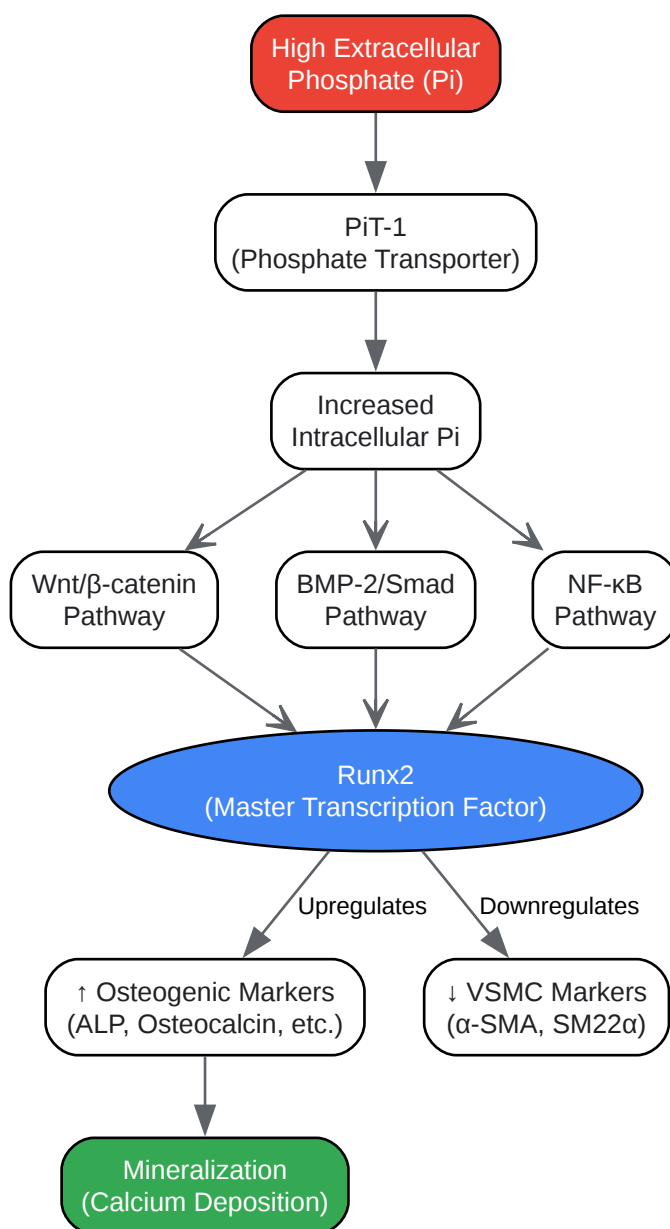 High Extracellular
Phosphate (Pi)
PiT-1
(Phosphate Transporter)
Increased
Intracellular Pi
Wnt/β-catenin
Pathway
BMP-2/Smad
Pathway
NF-κB
Pathway
Runx2
(Master Transcription Factor)
Upregulates
Downregulates
↑ Osteogenic Markers
(ALP, Osteocalcin, etc.)
↓ VSMC Markers
(α-SMA, SM22α)
Mineralization
(Calcium Deposition)